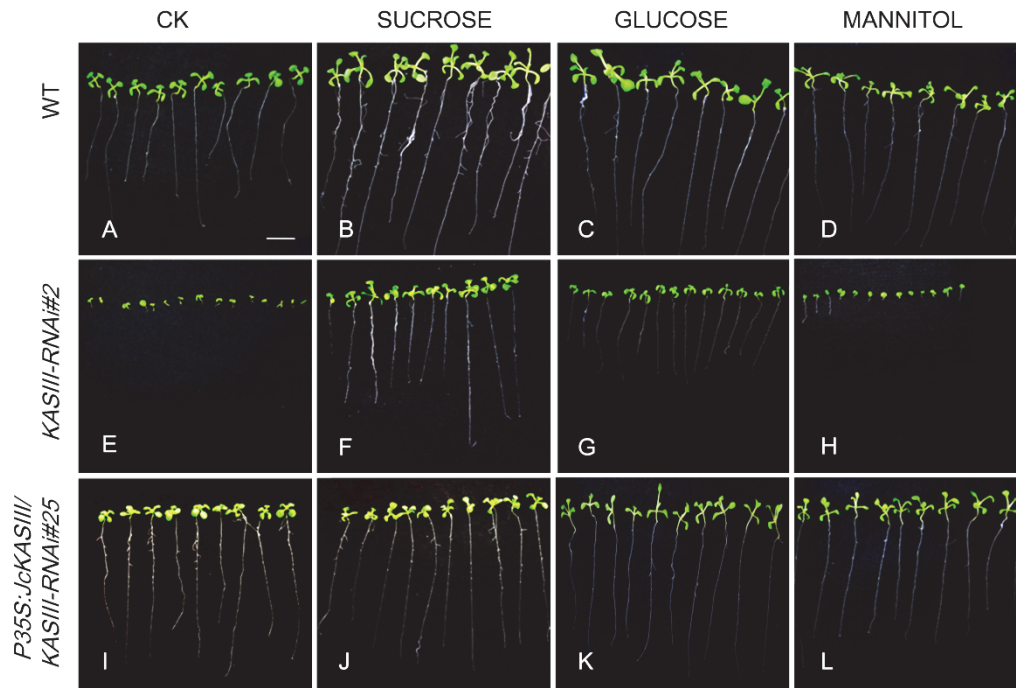 CK SUCROSE GLUCOSE MANNITOL
WT
A B C D
KASIII-RNAi#2
E F G H
P35S:JcKASIII/
KASIII-RNAi#25
I J K L